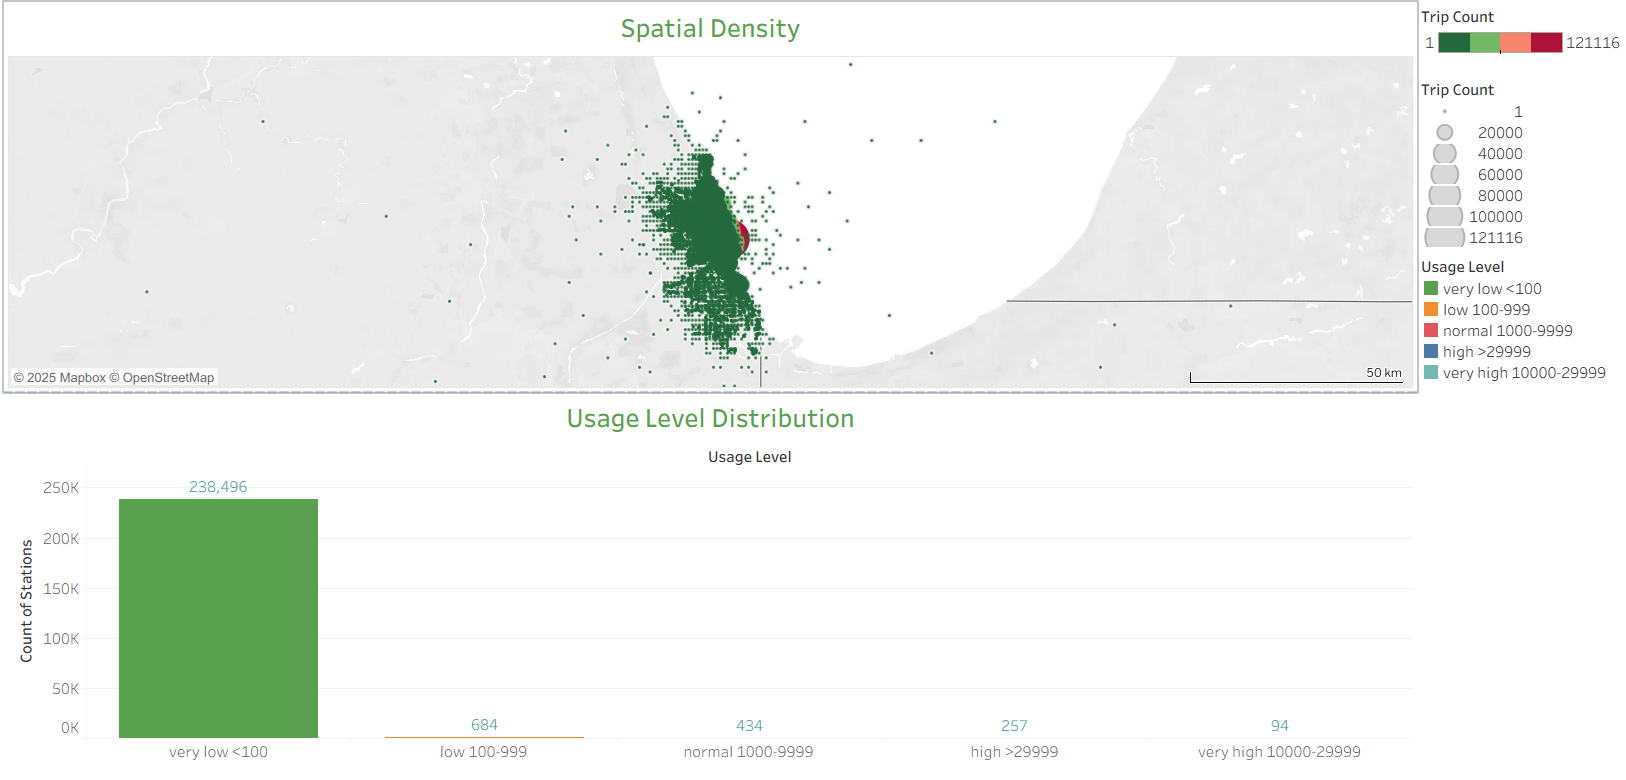 Spatial Density
© 2025 Mapbox © OpenStreetMap
50 km
Trip Count
1 121116
Trip Count
1
20000
40000
60000
80000
100000
121116
Usage Level
very low <100
low 100-999
normal 1000-9999
high >29999
very high 10000-29999
Usage Level Distribution
Usage Level
Count of Stations
250K
200K
150K
100K
50K
0K
238,496
684
434
257
94
very low <100
low 100-999
normal 1000-9999
high >29999
very high 10000-29999